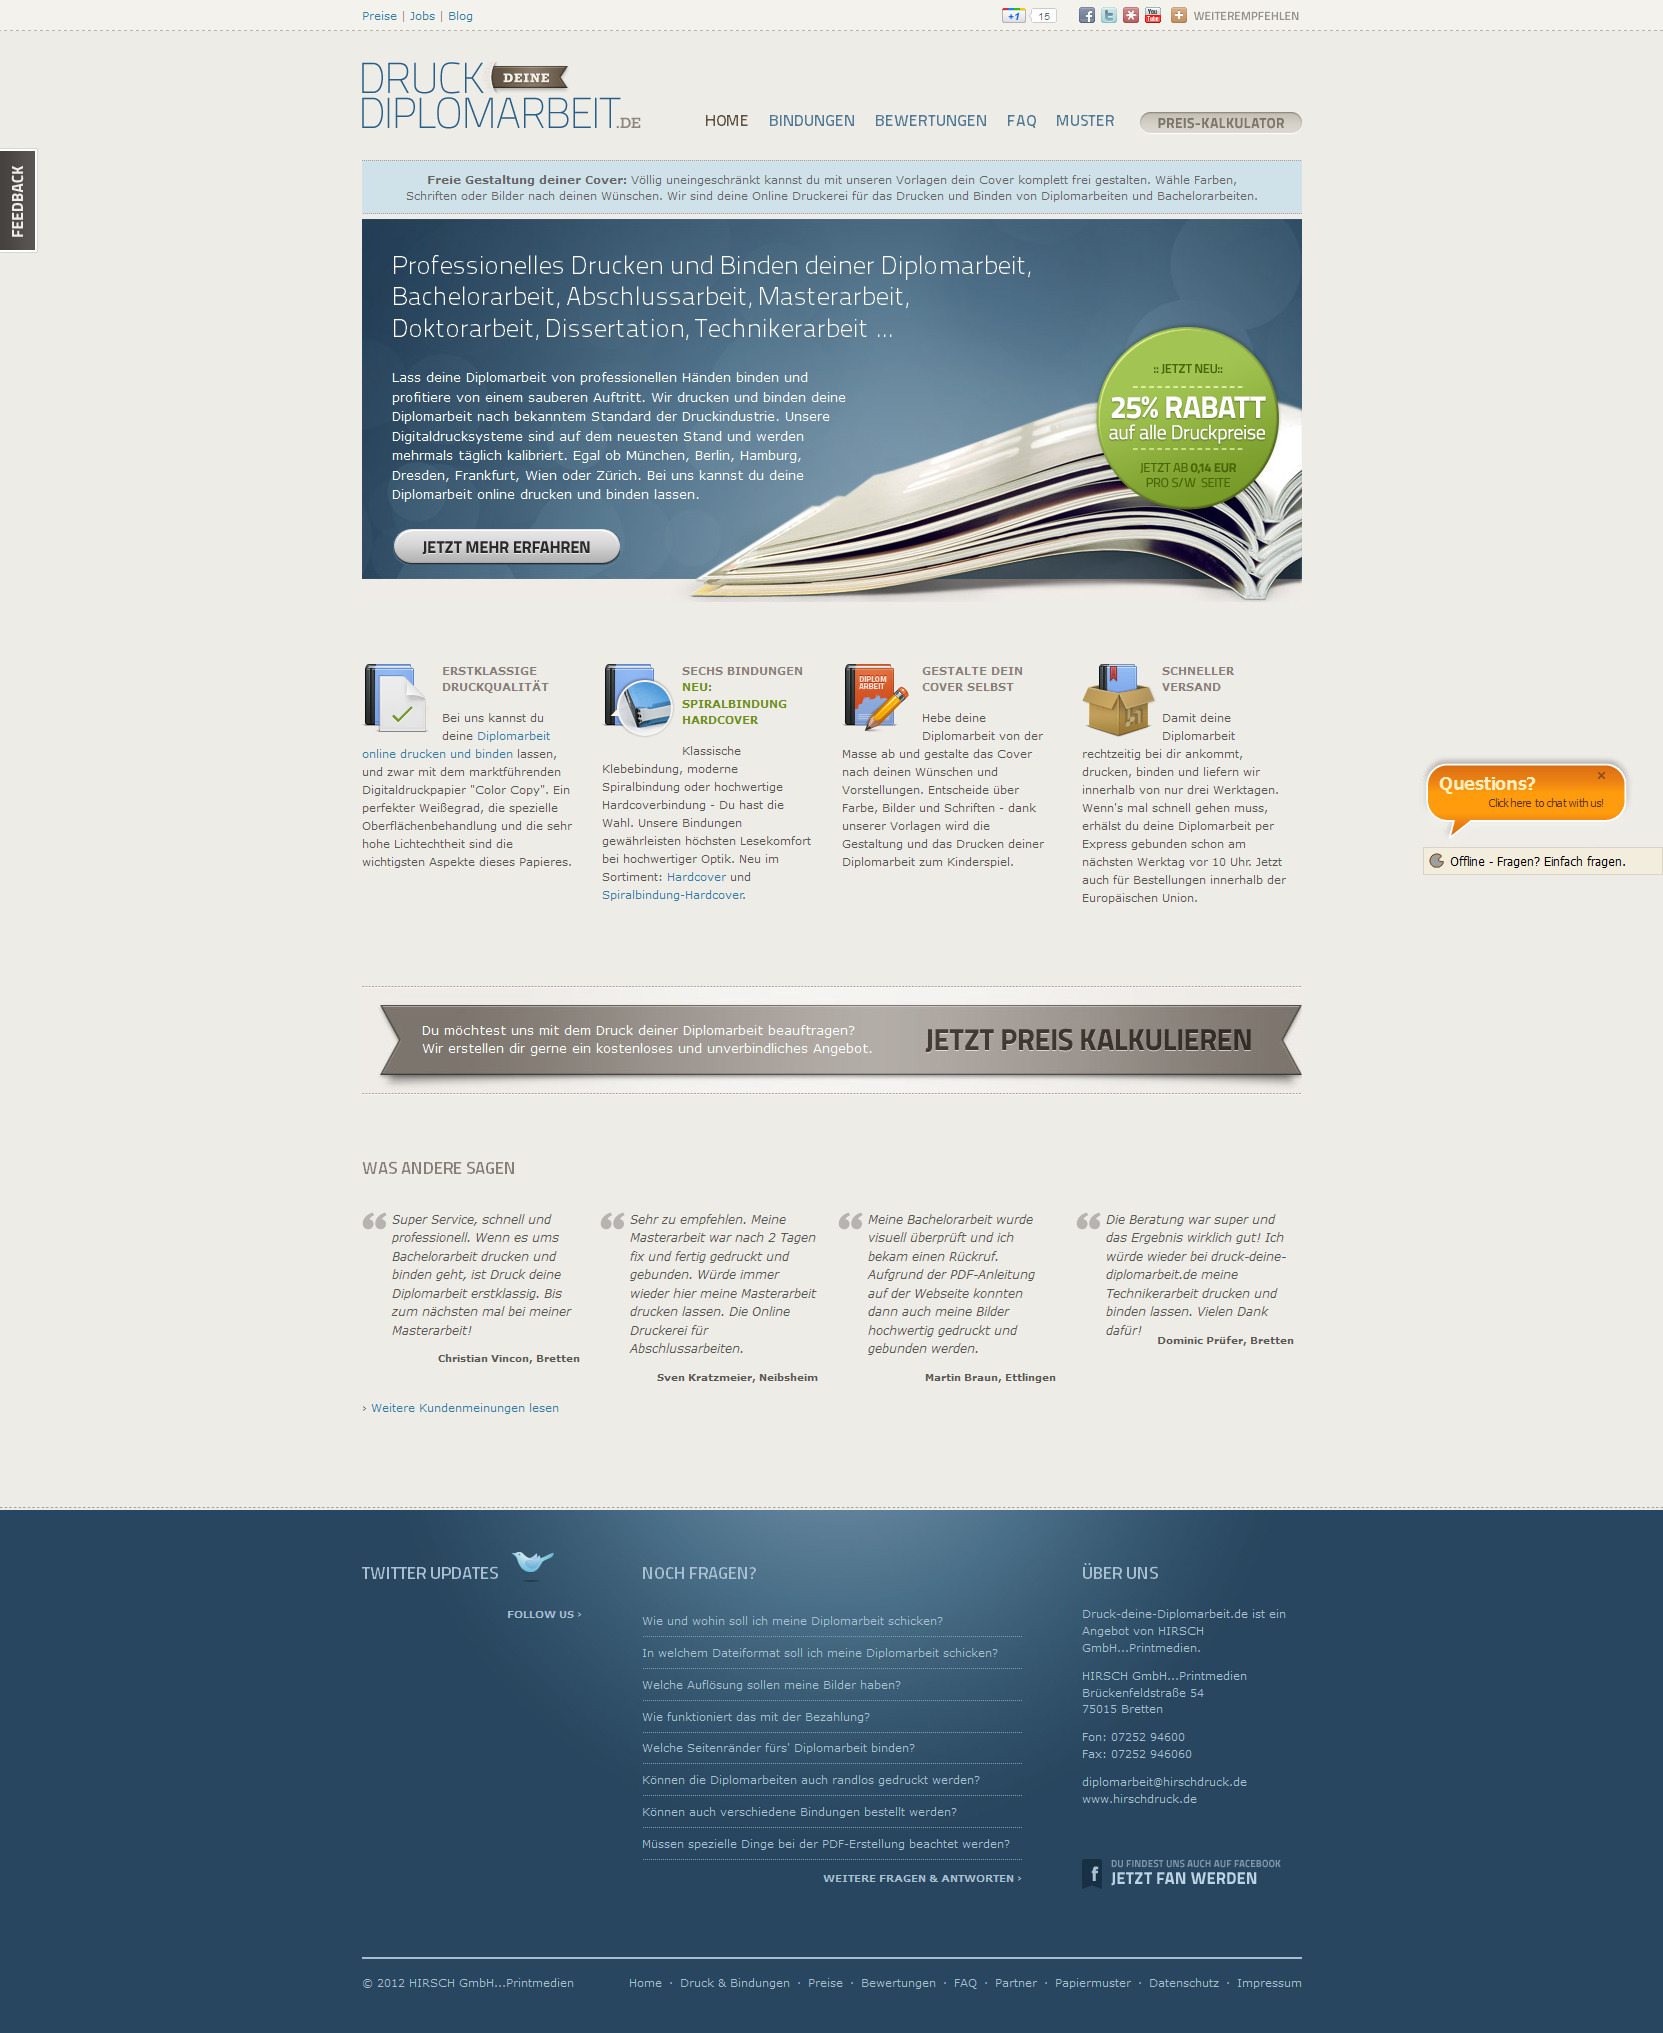 Preise | Jobs | Blog
+1 15
You Tube
WEITEREMPFEHLEN
DRUCK DEINE
DIPLOMARBEIT.DE
HOME BINDUNGEN BEWERTUNGEN FAQ MUSTER PREIS-KALKULATOR
FEEDBACK
Freie Gestaltung deiner Cover: Völlig uneingeschränkt kannst du mit unseren Vorlagen dein Cover komplett frei gestalten. Wähle Farben,
Schriften oder Bilder nach deinen Wünschen. Wir sind deine Online Druckerei für das Drucken und Binden von Diplomarbeiten und Bachelorarbeiten.
Professionelles Drucken und Binden deiner Diplomarbeit,
Bachelorarbeit, Abschlussarbeit, Masterarbeit,
Doktorarbeit, Dissertation, Technikerarbeit ...
Lass deine Diplomarbeit von professionellen Händen binden und
profitiere von einem sauberen Auftritt. Wir drucken und binden deine
Diplomarbeit nach bekanntem Standard der Druckindustrie. Unsere
Digitaldrucksysteme sind auf dem neuesten Stand und werden
mehrmals täglich kalibriert. Egal ob München, Berlin, Hamburg,
Dresden, Frankfurt, Wien oder Zürich. Bei uns kannst du deine
Diplomarbeit online drucken und binden lassen.
JETZT MEHR ERFAHREN
:: JETZT NEU::
25% RABATT
auf alle Druckpreise
JETZT AB 0,14 EUR
PRO S/W SEITE
ERSTKLASSIGE
DRUCKQUALITÄT
Bei uns kannst du
deine Diplomarbeit
online drucken und binden lassen,
und zwar mit dem marktführenden
Digitaldruckpapier "Color Copy". Ein
perfekter Weißegrad, die spezielle
Oberflächenbehandlung und die sehr
hohe Lichtechtheit sind die
wichtigsten Aspekte dieses Papieres.
SECHS BINDUNGEN
NEU:
SPIRALBINDUNG
HARDCOVER
Klassische
Klebebindung, moderne
Spiralbindung oder hochwertige
Hardcoverbindung - Du hast die
Wahl. Unsere Bindungen
gewährleisten höchsten Lesekomfort
bei hochwertiger Optik. Neu im
Sortiment: Hardcover und
Spiralbindung-Hardcover.
DIPLOM
ARBEIT
GESTALTE DEIN
COVER SELBST
Hebe deine
Diplomarbeit von der
Masse ab und gestalte das Cover
nach deinen Wünschen und
Vorstellungen. Entscheide über
Farbe, Bilder und Schriften - dank
unserer Vorlagen wird die
Gestaltung und das Drucken deiner
Diplomarbeit zum Kinderspiel.
SCHNELLER
VERSAND
Damit deine
Diplomarbeit
rechtzeitig bei dir ankommt,
drucken, binden und liefern wir
innerhalb von nur drei Werktagen.
Wenn's mal schnell gehen muss,
erhälst du deine Diplomarbeit per
Express gebunden schon am
nächsten Werktag vor 10 Uhr. Jetzt
auch für Bestellungen innerhalb der
Europäischen Union.
Questions?
Click here to chat with us!
Offline - Fragen? Einfach fragen.
Du möchtest uns mit dem Druck deiner Diplomarbeit beauftragen?
Wir erstellen dir gerne ein kostenloses und unverbindliches Angebot.
JETZT PREIS KALKULIEREN
WAS ANDERE SAGEN
Super Service, schnell und
professionell. Wenn es ums
Bachelorarbeit drucken und
binden geht, ist Druck deine
Diplomarbeit erstklassig. Bis
zum nächsten mal bei meiner
Masterarbeit!
Christian Vincon, Bretten
Sehr zu empfehlen. Meine
Masterarbeit war nach 2 Tagen
fix und fertig gedruckt und
gebunden. Würde immer
wieder hier meine Masterarbeit
drucken lassen. Die Online
Druckerei für
Abschlussarbeiten.
Sven Kratzmeier, Neibsheim
Meine Bachelorarbeit wurde
visuell überprüft und ich
bekam einen Rückruf.
Aufgrund der PDF-Anleitung
auf der Webseite konnten
dann auch meine Bilder
hochwertig gedruckt und
gebunden werden.
Martin Braun, Ettlingen
Die Beratung war super und
das Ergebnis wirklich gut! Ich
würde wieder bei druck-deine-
diplomarbeit.de meine
Technikerarbeit drucken und
binden lassen. Vielen Dank
dafür!
Dominic Prüfer, Bretten
› Weitere Kundenmeinungen lesen
TWITTER UPDATES
FOLLOW US ›
NOCH FRAGEN?
Wie und wohin soll ich meine Diplomarbeit schicken?
In welchem Dateiformat soll ich meine Diplomarbeit schicken?
Welche Auflösung sollen meine Bilder haben?
Wie funktioniert das mit der Bezahlung?
Welche Seitenränder fürs' Diplomarbeit binden?
Können die Diplomarbeiten auch randlos gedruckt werden?
Können auch verschiedene Bindungen bestellt werden?
Müssen spezielle Dinge bei der PDF-Erstellung beachtet werden?
WEITERE FRAGEN & ANTWORTEN ›
ÜBER UNS
Druck-deine-Diplomarbeit.de ist ein
Angebot von HIRSCH
GmbH...Printmedien.
HIRSCH GmbH...Printmedien
Brückenfeldstraße 54
75015 Bretten
Fon: 07252 94600
Fax: 07252 946060
diplomarbeit@hirschdruck.de
www.hirschdruck.de
DU FINDEST UNS AUCH AUF FACEBOOK
JETZT FAN WERDEN
© 2012 HIRSCH GmbH...Printmedien
Home · Druck & Bindungen · Preise · Bewertungen · FAQ · Partner · Papiermuster · Datenschutz · Impressum